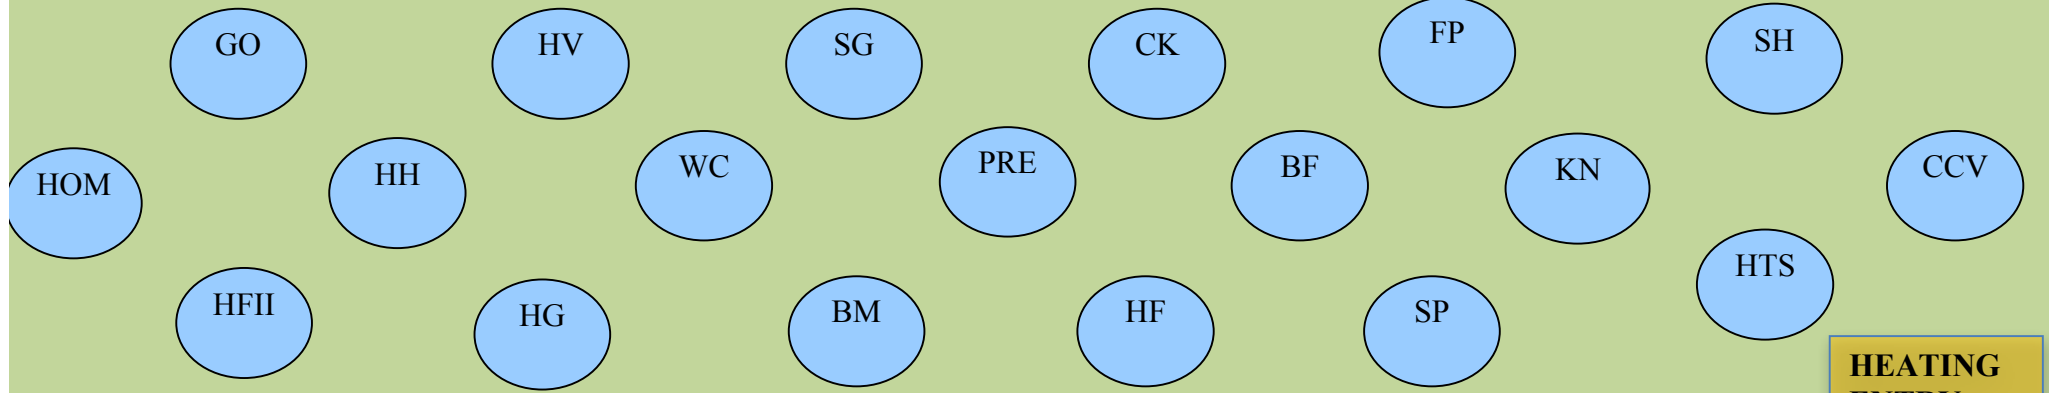 GO
HV
SG
CK
FP
SH
HOM
HH
WC
PRE
BF
KN
CCV
HFII
HG
BM
HF
SP
HTS
HEATING